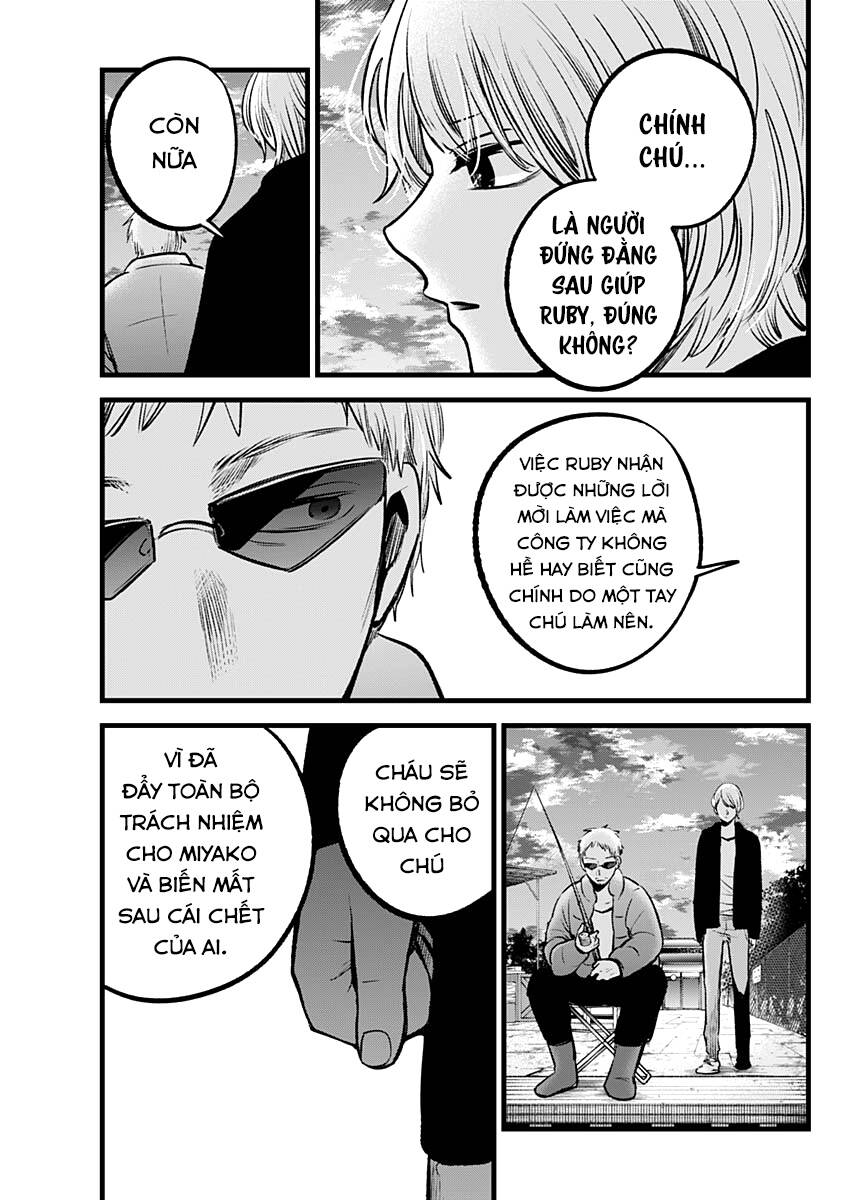 CHÍNH
CHÚ...
LÀ NGƯỜI
ĐỨNG ĐẰNG
SAU GIÚP
RUBY, ĐÚNG
KHÔNG?
CÒN
NỮA
VIỆC RUBY NHẬN
ĐƯỢC NHỮNG LỜI
MỜI LÀM VIỆC MÀ
CÔNG TY KHÔNG
HỀ HAY BIẾT CŨNG
CHÍNH DO MỘT TAY
CHÚ LÀM NÊN.
CHÁU SẼ
KHÔNG BỎ
QUA CHO
CHÚ
VÌ ĐÃ
ĐẨY TOÀN BỘ
TRÁCH NHIỆM
CHO MIYAKO
VÀ BIẾN MẤT
SAU CÁI CHẾT
CỦA AI.